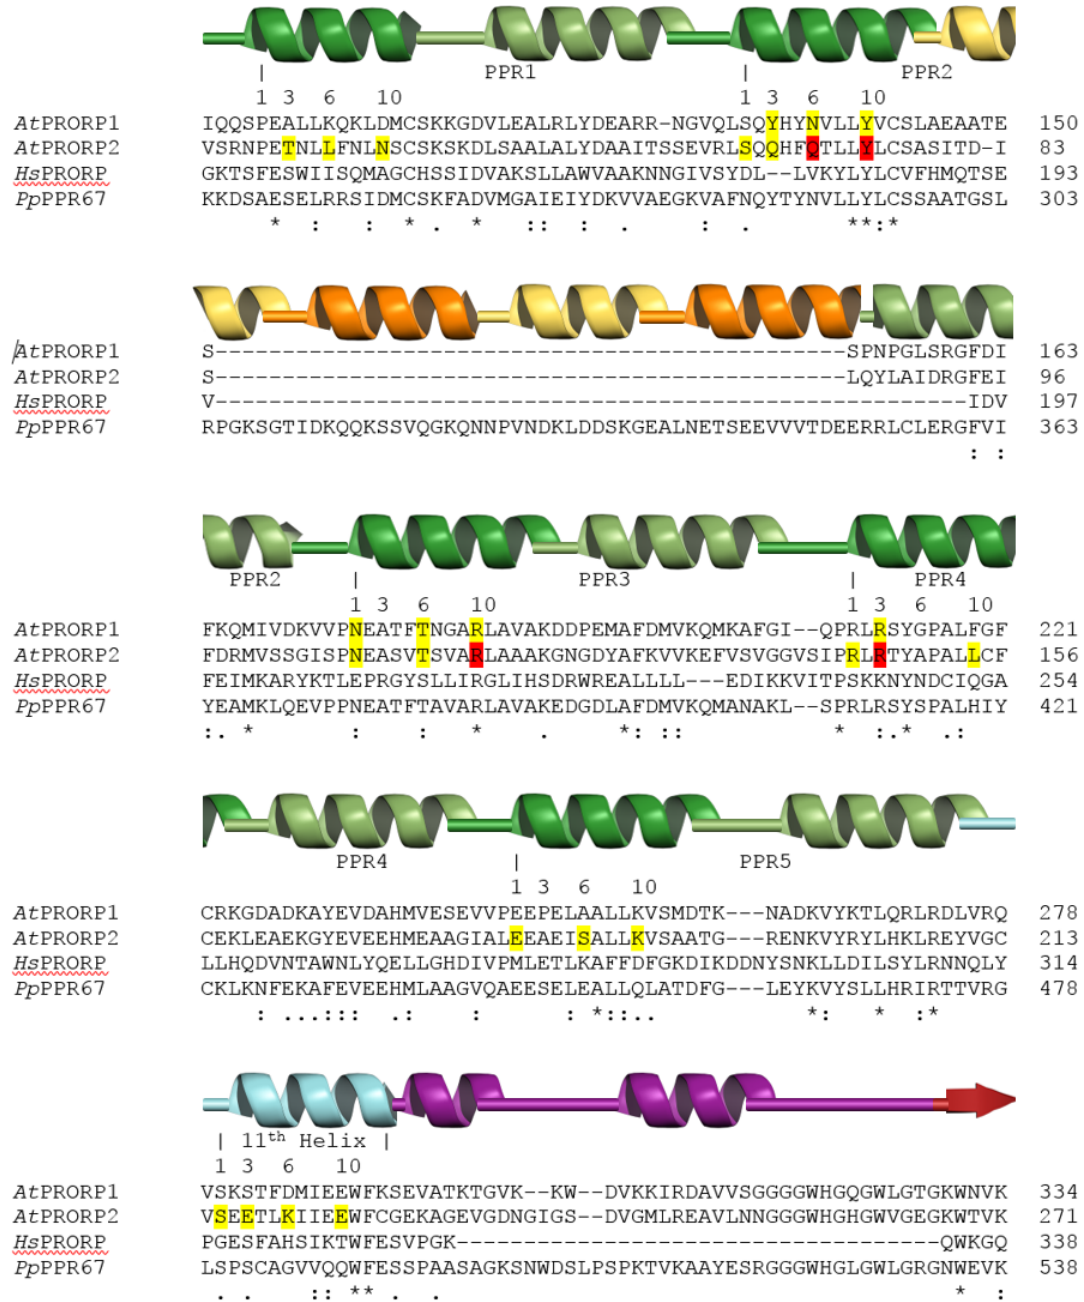 | PPR1 | PPR2
1 3 6 10 1 3 6 10
AtPRORP1 IQQSPEALLKQKLDMCSKKGDVLEALRLYDEARR-NGVQLSQYHYNVLLYVCSLAEAATE 150
AtPRORP2 VSRNPETNLLFNLNSCSKSKDLSAALALYDAAITSSEVRLSQQHFQTLLYLCSASITD-I 83
HsPRORP GKTSFESWIISQMAGCHSSIDVAKSLLAWVAAKNNGIVSYDL--LVKYLYLCVFHMQTSE 193
PpPPR67 KKDSAESELRRSIDMCSKFADVMGAIEIYDKVVAEGKVAFNQYTYNVLLYLCSSAATGSL 303
* : : * . * :: : . : . **:*
AtPRORP1 S-----------------------------------------------SPNPGLSRGFDI 163
AtPRORP2 S-----------------------------------------------LQYLAIDRGFEI 96
HsPRORP V--------------------------------------------------------IDV 197
PpPPR67 RPGKSGTIDKQQKSSVQGKQNNPVNDKLDDSKGEALNETSEEVVVTDEERRLCLERGFVI 363
: :
PPR2 | PPR3 | PPR4
1 3 6 10 1 3 6 10
AtPRORP1 FKQMIVDKVVPNEATFTNGARLAVAKDDPEMAFDMVKQMKAFGI--QPRLRSYGPALFGF 221
AtPRORP2 FDRMVSSGISPNEASVTSVARLAAAKGNGDYAFKVVKEFVSVGGVSIPRLRTYAPALLCF 156
HsPRORP FEIMKARYKTLEPRGYSLLIRGLIHSDRWREALLLL---EDIKKVITPSKKNYNDCIQGA 254
PpPPR67 YEAMKLQEVPPNEATFTAVARLAVAKEDGDLAFDMVKQMANAKL--SPRLRSYSPALHIY 421
:. * : : * . *: :: * :.* .:
PPR4 | PPR5
1 3 6 10
AtPRORP1 CRKGDADKAYEVDAHMVESEVVPEEPELAALLKVSMDTK---NADKVYKTLQRLRDLVRQ 278
AtPRORP2 CEKLEAEKGYEVEEHMEAAGIALEEAEISALLKVSAATG---RENKVYRYLHKLREYVGC 213
HsPRORP LLHQDVNTAWNLYQELLGHDIVPMLETLKAFFDFGKDIKDDNYSNKLLDILSYLRNNQLY 314
PpPPR67 CKLKNFEKAFEVEEHMLAAGVQAEESELEALLQLATDFG---LEYKVYSLLHRIRTTVRG 478
: ...::: .: : : *::.. *: * :*
| 11th Helix |
1 3 6 10
AtPRORP1 VSKSTFDMIEEWFKSEVATKTGVK--KW--DVKKIRDAVVSGGGGWHGQGWLGTGKWNVK 334
AtPRORP2 VSEETLKIIEEWFCGEKAGEVGDNGIGS--DVGMLREAVLNNGGGWHGHGWVGEGKWTVK 271
HsPRORP PGESFAHSIKTWFESVPGK------------------------------------QWKGQ 338
PpPPR67 LSPSCAGVVQQWFESSPAASAGKSNWDSLPSPKTVKAAYESRGGGWHGLGWLGRGNWEVK 538
. . :: ** . . * :